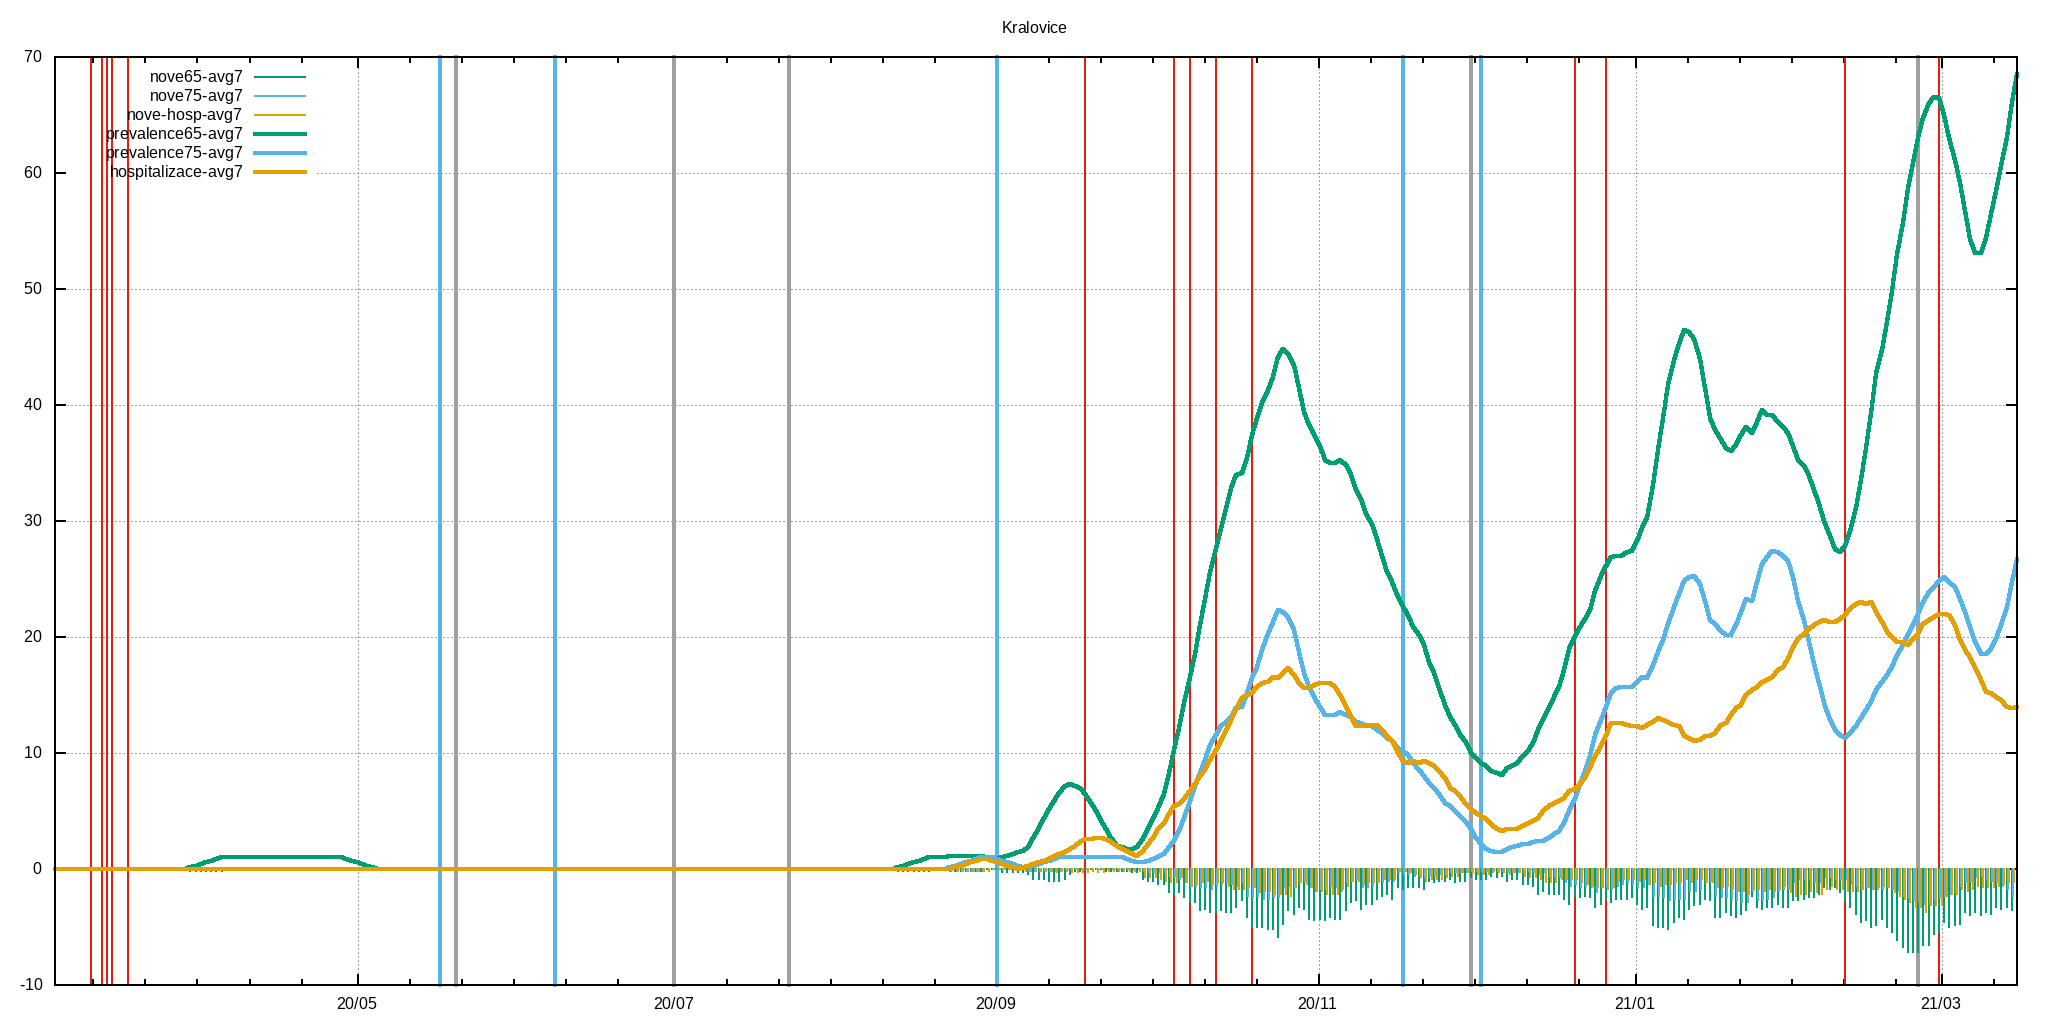 Kralovice
70
60
50
40
30
20
10
0
-10
nove65-avg7
nove75-avg7
nove-hosp-avg7
prevalence65-avg7
prevalence75-avg7
hospitalizace-avg7
20/05 20/07 20/09 20/11 21/01 21/03